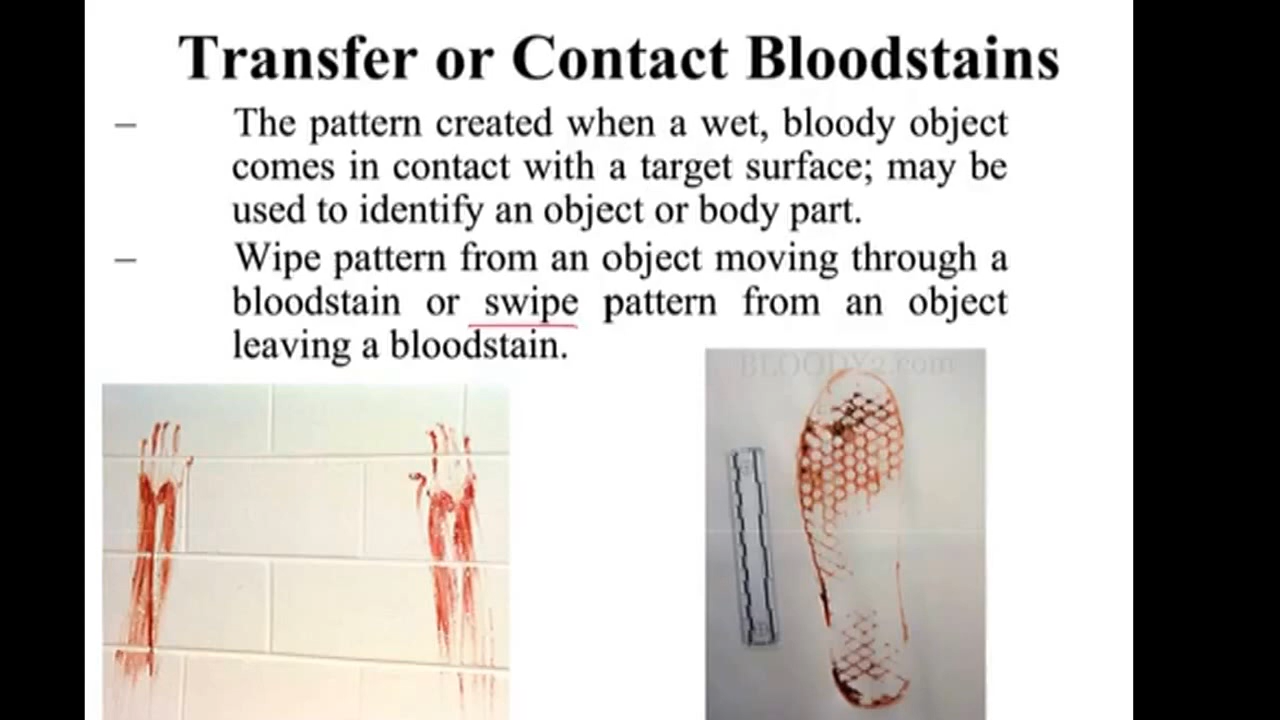 Transfer or Contact Bloodstains
– The pattern created when a wet, bloody object
comes in contact with a target surface; may be
used to identify an object or body part.
– Wipe pattern from an object moving through a
bloodstain or swipe pattern from an object
leaving a bloodstain.
BLOODY2.com